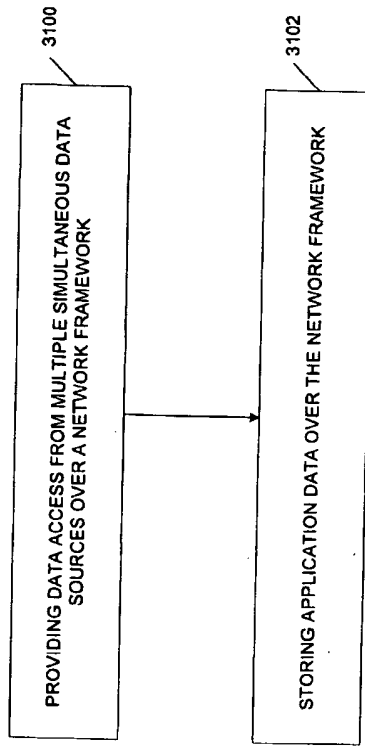 3100
PROVIDING DATA ACCESS FROM MULTIPLE SIMULTANEOUS DATA
SOURCES OVER A NETWORK FRAMEWORK
3102
STORING APPLICATION DATA OVER THE NETWORK FRAMEWORK